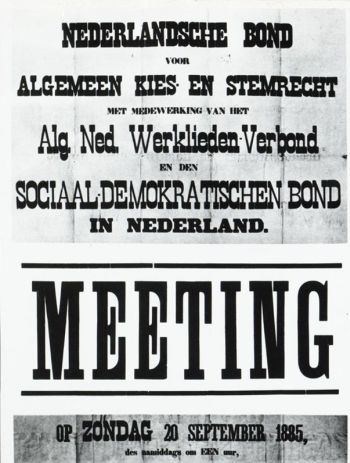 NEDERLANDSCHE BOND
VOOR
ALGEMEEN KIES- EN STEMRECHT
MET MEDEWERKING VAN HET
Alg. Ned. Werklieden-Verbond
EN DEN
SOCIAAL-DEMOKRATISCHEN BOND
IN NEDERLAND.
MEETING
OP ZONDAG 20 SEPTEMBER 1885,
des namiddags om EEN uur,